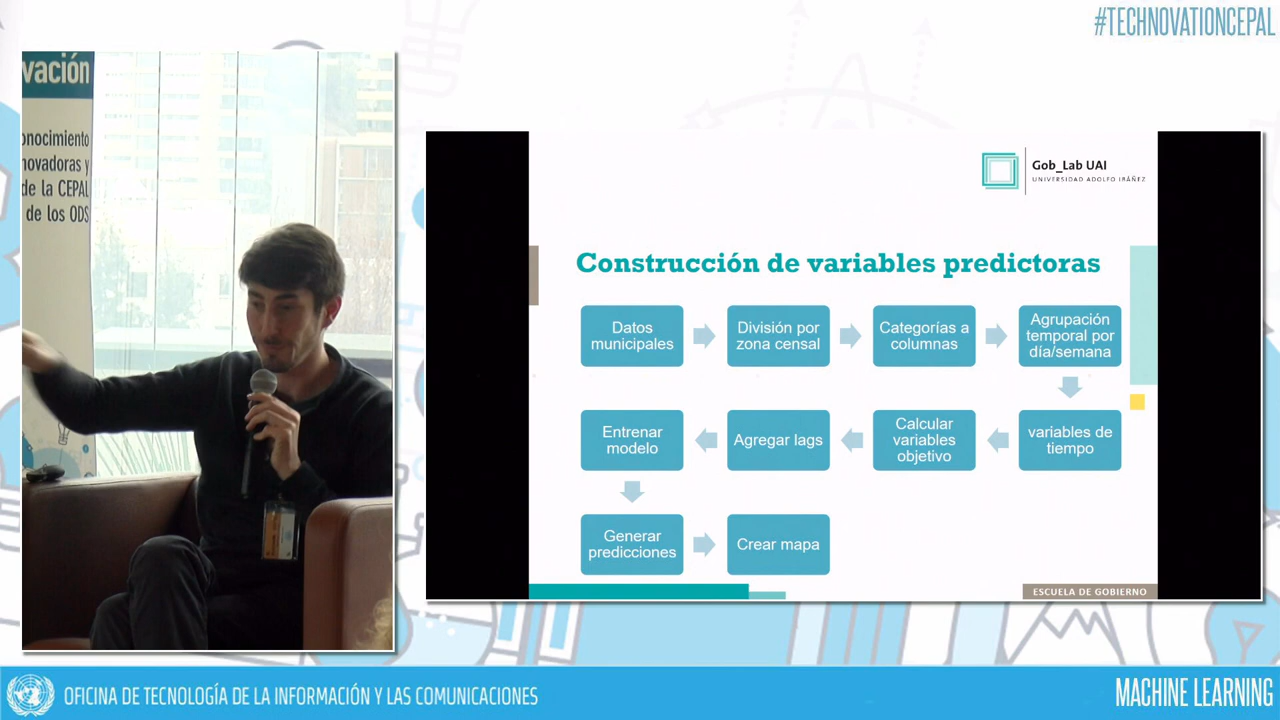 #TECHNOVATIONCEPAL
vación
onocimiento
novadoras y
de la CEPAL
de los ODS
Gob_Lab UAI
UNIVERSIDAD ADOLFO IBÁÑEZ
Construcción de variables predictoras
Datos
municipales
División por
zona censal
Categorías a
columnas
Agrupación
temporal por
día/semana
variables de
tiempo
Calcular
variables
objetivo
Agregar lags
Entrenar
modelo
Generar
predicciones
Crear mapa
ESCUELA DE GOBIERNO
OFICINA DE TECNOLOGÍA DE LA INFORMACIÓN Y LAS COMUNICACIONES
MACHINE LEARNING